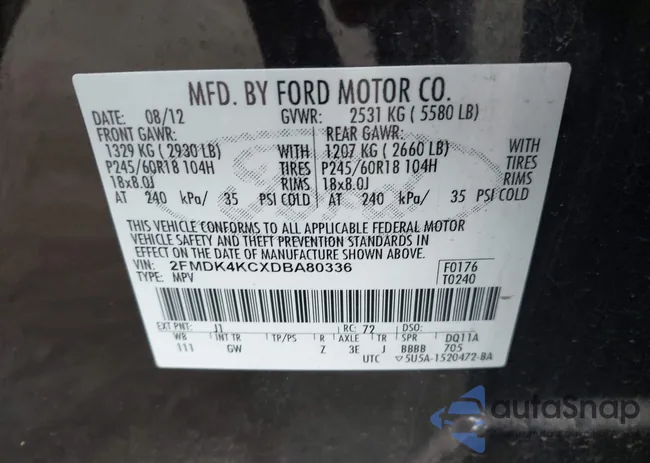 MFD. BY FORD MOTOR CO.
DATE: 08/12 GVWR: 2531 KG ( 5580 LB)
FRONT GAWR: REAR GAWR: WITH
1329 KG ( 2930 LB) WITH 1207 KG ( 2660 LB) TIRES
P245/60R18 104H TIRES P245/60R18 104H RIMS
18x8.0J RIMS 18x8.0J
AT 240 kPa/ 35 PSI COLD AT 240 kPa/ 35 PSI COLD
THIS VEHICLE CONFORMS TO ALL APPLICABLE FEDERAL MOTOR
VEHICLE SAFETY AND THEFT PREVENTION STANDARDS IN
EFFECT ON THE DATE OF MANUFACTURE SHOWN ABOVE.
VIN: 2FMDK4KCXDBA80336 F0176
TYPE: MPV T0240
EXT PNT: J1 RC: 72 DSO:
WB INT TR TP/PS R AXLE TR SPR DQ11A
111 GW Z 3E J BBBB 705
UTC ▽5U5A-1520472-BA
autoSnap